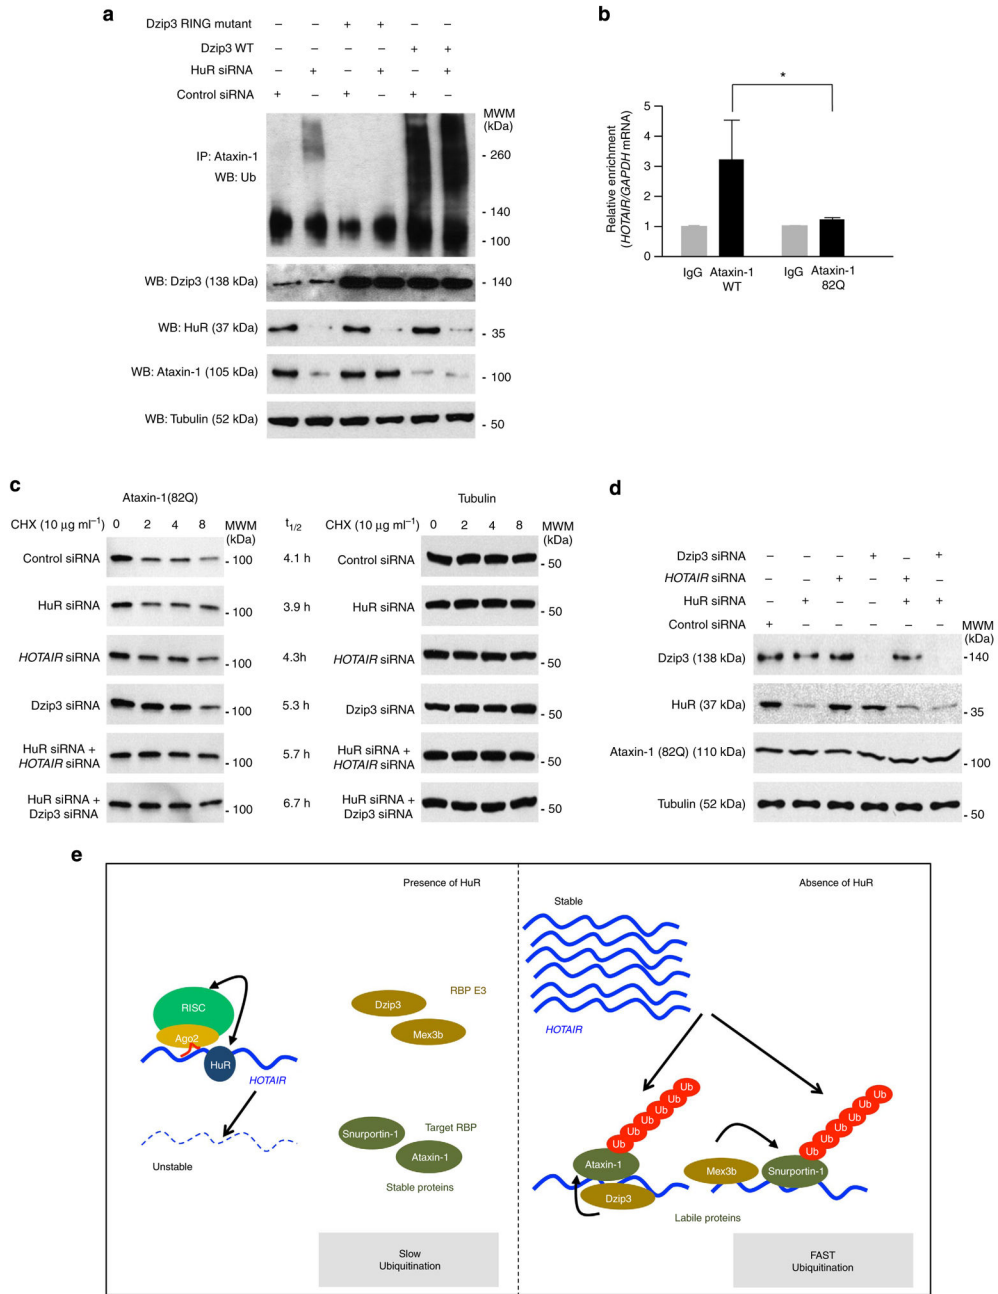 a
Dzip3 RING mutant – – + + – –
Dzip3 WT – – – – + +
HuR siRNA – + – + – +
Control siRNA + – + – + –
MWM
(kDa)
IP: Ataxin-1
WB: Ub
- 260
- 140
- 100
WB: Dzip3 (138 kDa)
- 140
WB: HuR (37 kDa)
- 35
WB: Ataxin-1 (105 kDa)
- 100
WB: Tubulin (52 kDa)
- 50
b
*
Relative enrichment
(HOTAIR/GAPDH mRNA)
5
4
3
2
1
0
IgG Ataxin-1 IgG Ataxin-1
WT 82Q
c
Ataxin-1(82Q)
CHX (10 µg ml⁻¹) 0 2 4 8 MWM
(kDa)
t1/2
Tubulin
CHX (10 µg ml⁻¹) 0 2 4 8 MWM
(kDa)
Control siRNA - 100 4.1 h Control siRNA - 50
HuR siRNA - 100 3.9 h HuR siRNA - 50
HOTAIR siRNA - 100 4.3h HOTAIR siRNA - 50
Dzip3 siRNA - 100 5.3 h Dzip3 siRNA - 50
HuR siRNA +
HOTAIR siRNA - 100 5.7 h HuR siRNA +
HOTAIR siRNA - 50
HuR siRNA +
Dzip3 siRNA - 100 6.7 h HuR siRNA +
Dzip3 siRNA - 50
d
Dzip3 siRNA – – – + – +
HOTAIR siRNA – – + – + –
HuR siRNA – + – – + +
Control siRNA + – – – – –
MWM
(kDa)
Dzip3 (138 kDa) -140
HuR (37 kDa) - 35
Ataxin-1 (82Q) (110 kDa) - 100
Tubulin (52 kDa) - 50
e
Presence of HuR
RISC
Ago2
HuR
HOTAIR
Unstable
RBP E3
Dzip3
Mex3b
Target RBP
Snurportin-1
Ataxin-1
Stable proteins
Slow
Ubiquitination
Absence of HuR
Stable
HOTAIR
Ub
Ub
Ub
Ub
Ub
Ub
Ataxin-1
Dzip3
Ub
Ub
Ub
Ub
Ub
Ub
Mex3b
Snurportin-1
Labile proteins
FAST
Ubiquitination